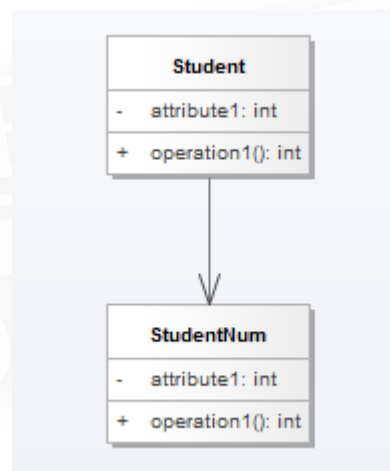 Student
- attribute1: int
+ operation1(): int
StudentNum
- attribute1: int
+ operation1(): int